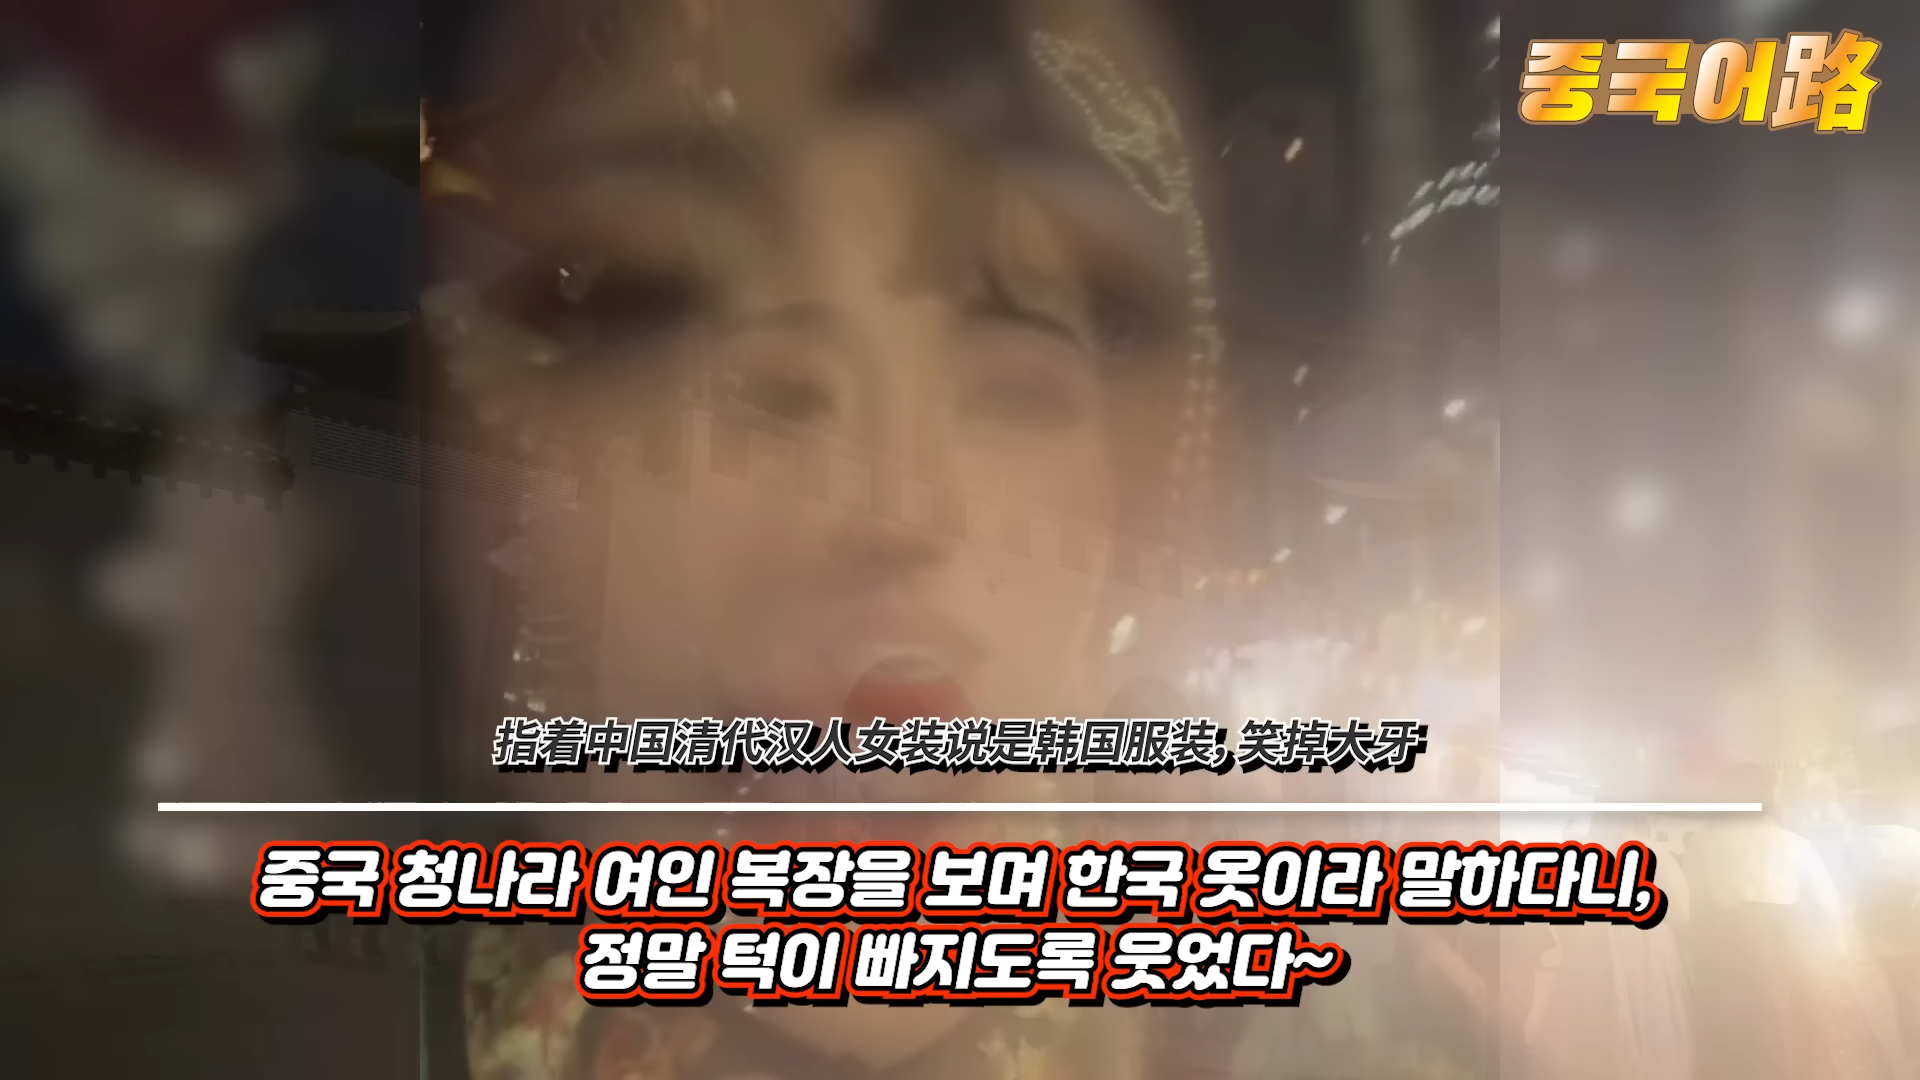 중국어路
指着中国清代汉人女装说是韩国服装，笑掉大牙
중국 청나라 여인 복장을 보며 한국 옷이라 말하다니,
정말 턱이 빠지도록 웃었다~